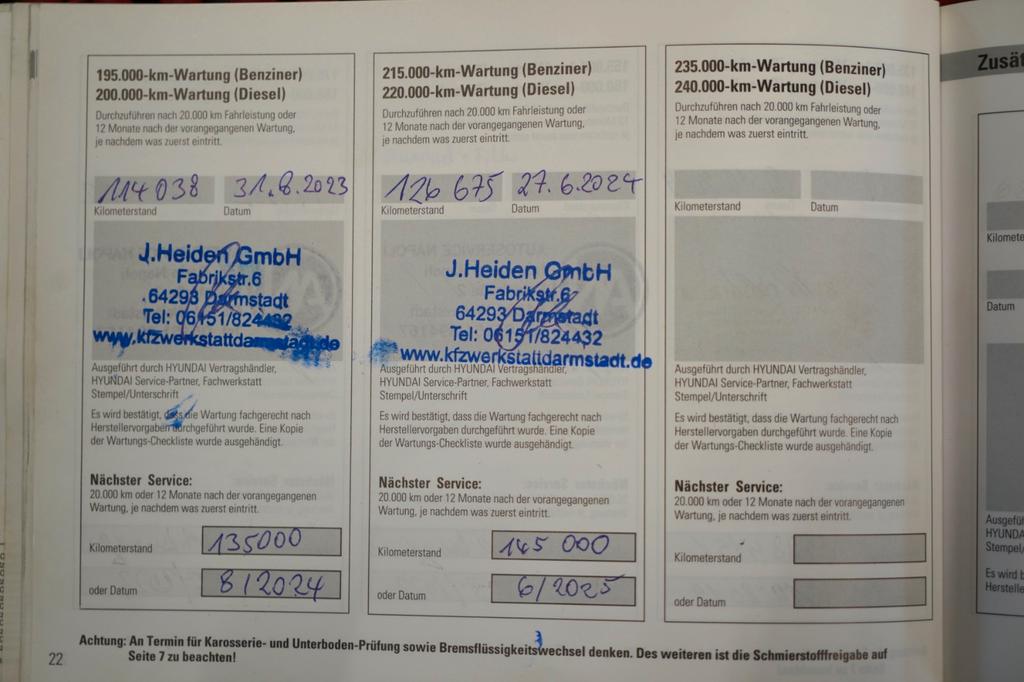 195.000-km-Wartung (Benziner)
200.000-km-Wartung (Diesel)
Durchzuführen nach 20.000 km Fahrleistung oder
12 Monate nach der vorangegangenen Wartung,
je nachdem was zuerst eintritt.
114 038 31.8.2023
Kilometerstand Datum
J.Heiden GmbH
Fabrikstr.6
64293 Darmstadt
Tel: 06151/824432
www.kfzwerkstattdarmstadt.de
Ausgeführt durch HYUNDAI Vertragshändler,
HYUNDAI Service-Partner, Fachwerkstatt
Stempel/Unterschrift
Es wird bestätigt, dass die Wartung fachgerecht nach
Herstellervorgaben durchgeführt wurde. Eine Kopie
der Wartungs-Checkliste wurde ausgehändigt.
Nächster Service:
20.000 km oder 12 Monate nach der vorangegangenen
Wartung, je nachdem was zuerst eintritt.
Kilometerstand 135000
oder Datum 8/2024
215.000-km-Wartung (Benziner)
220.000-km-Wartung (Diesel)
Durchzuführen nach 20.000 km Fahrleistung oder
12 Monate nach der vorangegangenen Wartung,
je nachdem was zuerst eintritt.
126 675 27.6.2024
Kilometerstand Datum
J.Heiden GmbH
Fabrikstr.6
64293 Darmstadt
Tel: 06151/824432
www.kfzwerkstattdarmstadt.de
Ausgeführt durch HYUNDAI Vertragshändler,
HYUNDAI Service-Partner, Fachwerkstatt
Stempel/Unterschrift
Es wird bestätigt, dass die Wartung fachgerecht nach
Herstellervorgaben durchgeführt wurde. Eine Kopie
der Wartungs-Checkliste wurde ausgehändigt.
Nächster Service:
20.000 km oder 12 Monate nach der vorangegangenen
Wartung, je nachdem was zuerst eintritt.
Kilometerstand 145 000
oder Datum 6/2025
235.000-km-Wartung (Benziner)
240.000-km-Wartung (Diesel)
Durchzuführen nach 20.000 km Fahrleistung oder
12 Monate nach der vorangegangenen Wartung,
je nachdem was zuerst eintritt.
Kilometerstand Datum
Ausgeführt durch HYUNDAI Vertragshändler,
HYUNDAI Service-Partner, Fachwerkstatt
Stempel/Unterschrift
Es wird bestätigt, dass die Wartung fachgerecht nach
Herstellervorgaben durchgeführt wurde. Eine Kopie
der Wartungs-Checkliste wurde ausgehändigt.
Nächster Service:
20.000 km oder 12 Monate nach der vorangegangenen
Wartung, je nachdem was zuerst eintritt.
Kilometerstand
oder Datum
Achtung: An Termin für Karosserie- und Unterboden-Prüfung sowie Bremsflüssigkeitswechsel denken. Des weiteren ist die Schmierstofffreigabe auf
Seite 7 zu beachten!
22
Zusät
Kilomete
Datum
Ausgefüh
HYUNDA
Stempel/
Es wird b
Herstelle